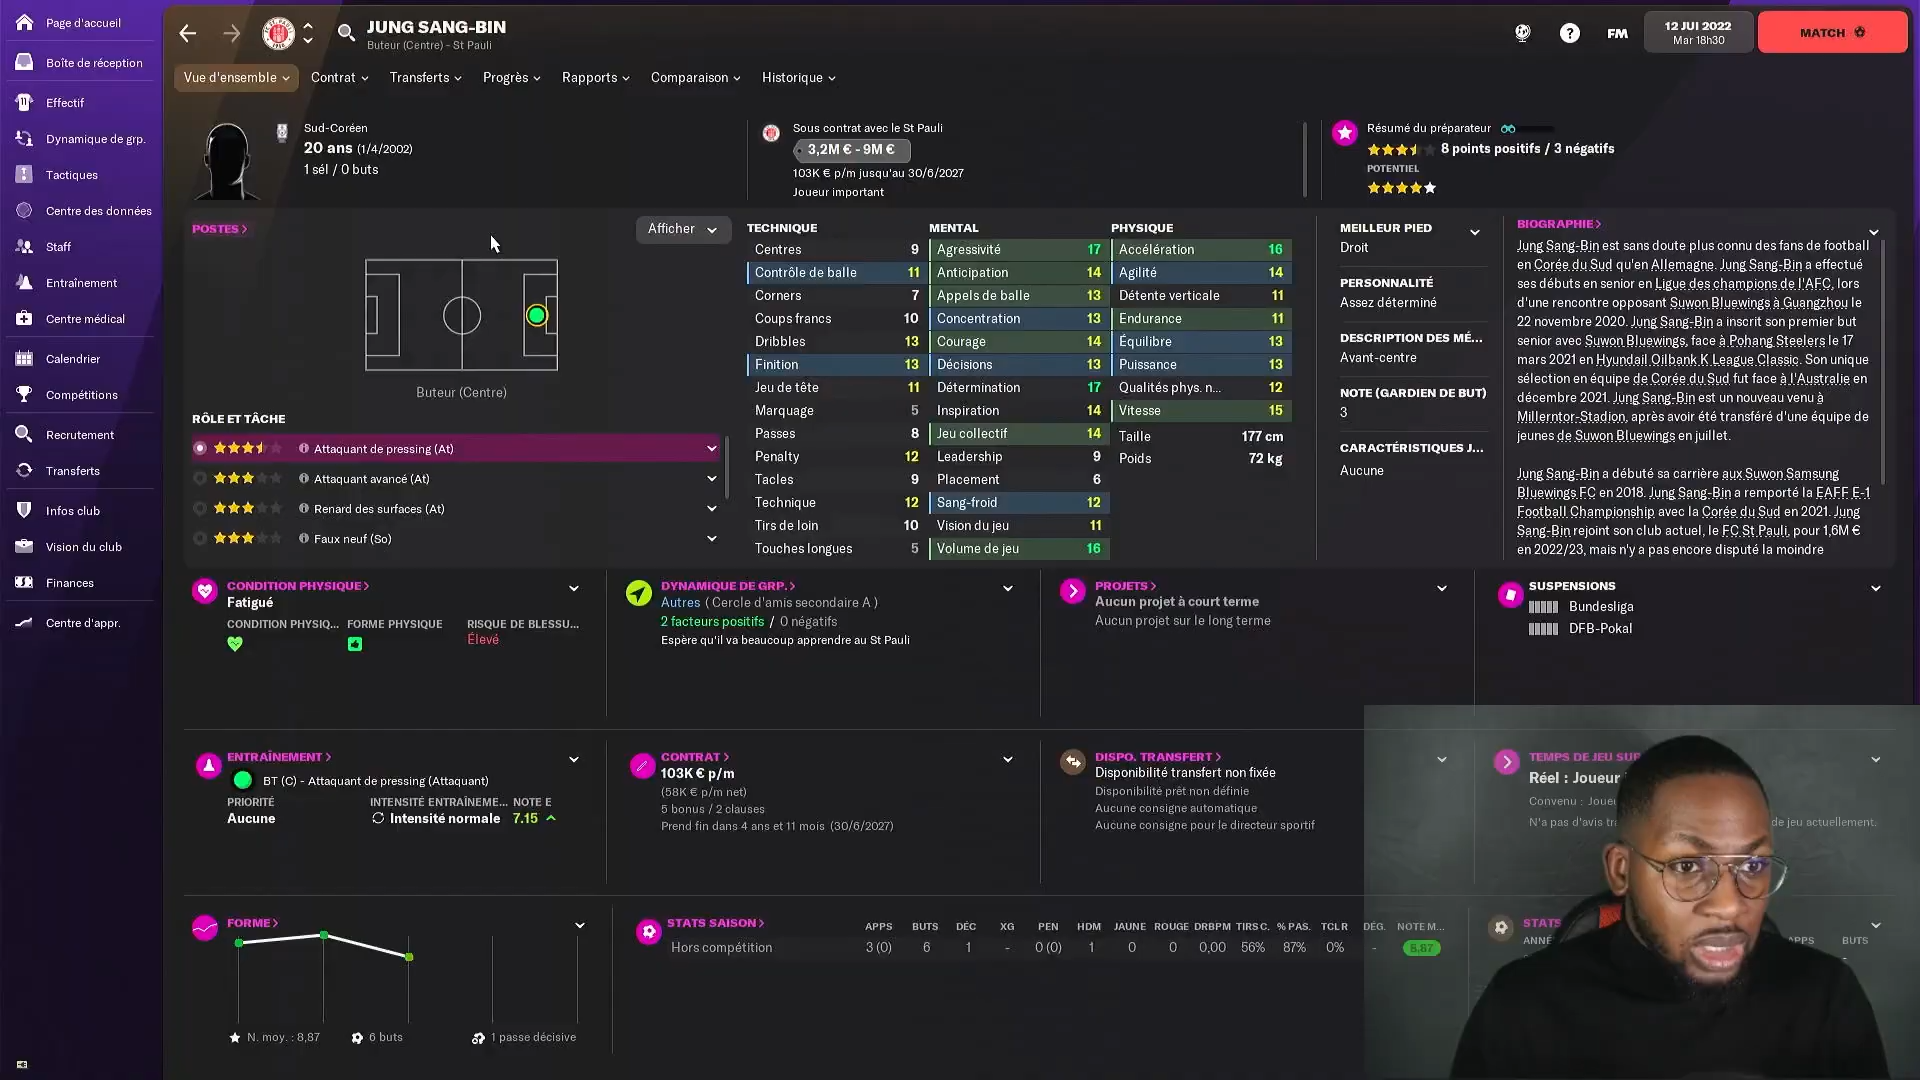 Page d'accueil
Boîte de réception
Effectif
Dynamique de grp.
Tactiques
Centre des données
Staff
Entraînement
Centre médical
Calendrier
Compétitions
Recrutement
Transferts
Infos club
Vision du club
Finances
Centre d'appr.
JUNG SANG-BIN
Buteur (Centre) - St Pauli
FM
12 JUI 2022
Mar 18h30
MATCH
Vue d'ensemble
Contrat
Transferts
Progrès
Rapports
Comparaison
Historique
Sud-Coréen
20 ans (1/4/2002)
1 sél / 0 buts
Sous contrat avec le St Pauli
3,2M € - 9M €
103K € p/m jusqu'au 30/6/2027
Joueur important
Résumé du préparateur
8 points positifs / 3 négatifs
POTENTIEL
POSTES >
Afficher
Buteur (Centre)
RÔLE ET TÂCHE
Attaquant de pressing (At)
Attaquant avancé (At)
Renard des surfaces (At)
Faux neuf (So)
TECHNIQUE
Centres 9
Contrôle de balle 11
Corners 7
Coups francs 10
Dribbles 13
Finition 13
Jeu de tête 11
Marquage 5
Passes 8
Penalty 12
Tacles 9
Technique 12
Tirs de loin 10
Touches longues 5
MENTAL
Agressivité 17
Anticipation 14
Appels de balle 13
Concentration 13
Courage 14
Décisions 13
Détermination 17
Inspiration 14
Jeu collectif 14
Leadership 9
Placement 6
Sang-froid 12
Vision du jeu 11
Volume de jeu 16
PHYSIQUE
Accélération 16
Agilité 14
Détente verticale 11
Endurance 11
Équilibre 13
Puissance 13
Qualités phys. n... 12
Vitesse 15
Taille 177 cm
Poids 72 kg
MEILLEUR PIED
Droit
PERSONNALITÉ
Assez déterminé
DESCRIPTION DES MÉ...
Avant-centre
NOTE (GARDIEN DE BUT)
3
CARACTÉRISTIQUES J...
Aucune
BIOGRAPHIE >
Jung Sang-Bin est sans doute plus connu des fans de football
en Corée du Sud qu'en Allemagne. Jung Sang-Bin a effectué
ses débuts en senior en Ligue des champions de l'AFC, lors
d'une rencontre opposant Suwon Bluewings à Guangzhou le
22 novembre 2020. Jung Sang-Bin a inscrit son premier but
senior avec Suwon Bluewings, face à Pohang Steelers le 17
mars 2021 en Hyundail Oilbank K League Classic. Son unique
sélection en équipe de Corée du Sud fut face à l'Australie en
décembre 2021. Jung Sang-Bin est un nouveau venu à
Millerntor-Stadion, après avoir été transféré d'une équipe de
jeunes de Suwon Bluewings en juillet.
Jung Sang-Bin a débuté sa carrière aux Suwon Samsung
Bluewings FC en 2018. Jung Sang-Bin a remporté la EAFF E-1
Football Championship avec la Corée du Sud en 2021. Jung
Sang-Bin rejoint son club actuel, le FC St Pauli, pour 1,6M €
en 2022/23, mais n'y a pas encore disputé la moindre
CONDITION PHYSIQUE >
Fatigué
CONDITION PHYSIQ... FORME PHYSIQUE RISQUE DE BLESSU...
Élevé
DYNAMIQUE DE GRP. >
Autres ( Cercle d'amis secondaire A )
2 facteurs positifs / 0 négatifs
Espère qu'il va beaucoup apprendre au St Pauli
PROJETS >
Aucun projet à court terme
Aucun projet sur le long terme
SUSPENSIONS
Bundesliga
DFB-Pokal
ENTRAÎNEMENT >
BT (C) - Attaquant de pressing (Attaquant)
PRIORITÉ INTENSITÉ ENTRAÎNEME... NOTE E
Aucune Intensité normale 7.15
CONTRAT >
103K € p/m
(58K € p/m net)
5 bonus / 2 clauses
Prend fin dans 4 ans et 11 mois (30/6/2027)
DISPO. TRANSFERT >
Disponibilité transfert non fixée
Disponibilité prêt non définie
Aucune consigne automatique
Aucune consigne pour le directeur sportif
TEMPS DE JEU SUR
Réel : Joueur
Convenu : Joueu
N'a pas d'avis tra de jeu actuellement.
FORME >
N. moy. : 8,87 6 buts 1 passe décisive
STATS SAISON >
APPS BUTS DÉC XG PEN HDM JAUNE ROUGE DRBPM TIRS C. % PAS. TCL R DÉG. NOTE M...
Hors compétition 3 (0) 6 1 - 0 (0) 1 0 0 0,00 56% 87% 0% - 8,87
STATS
ANNÉ APPS BUTS